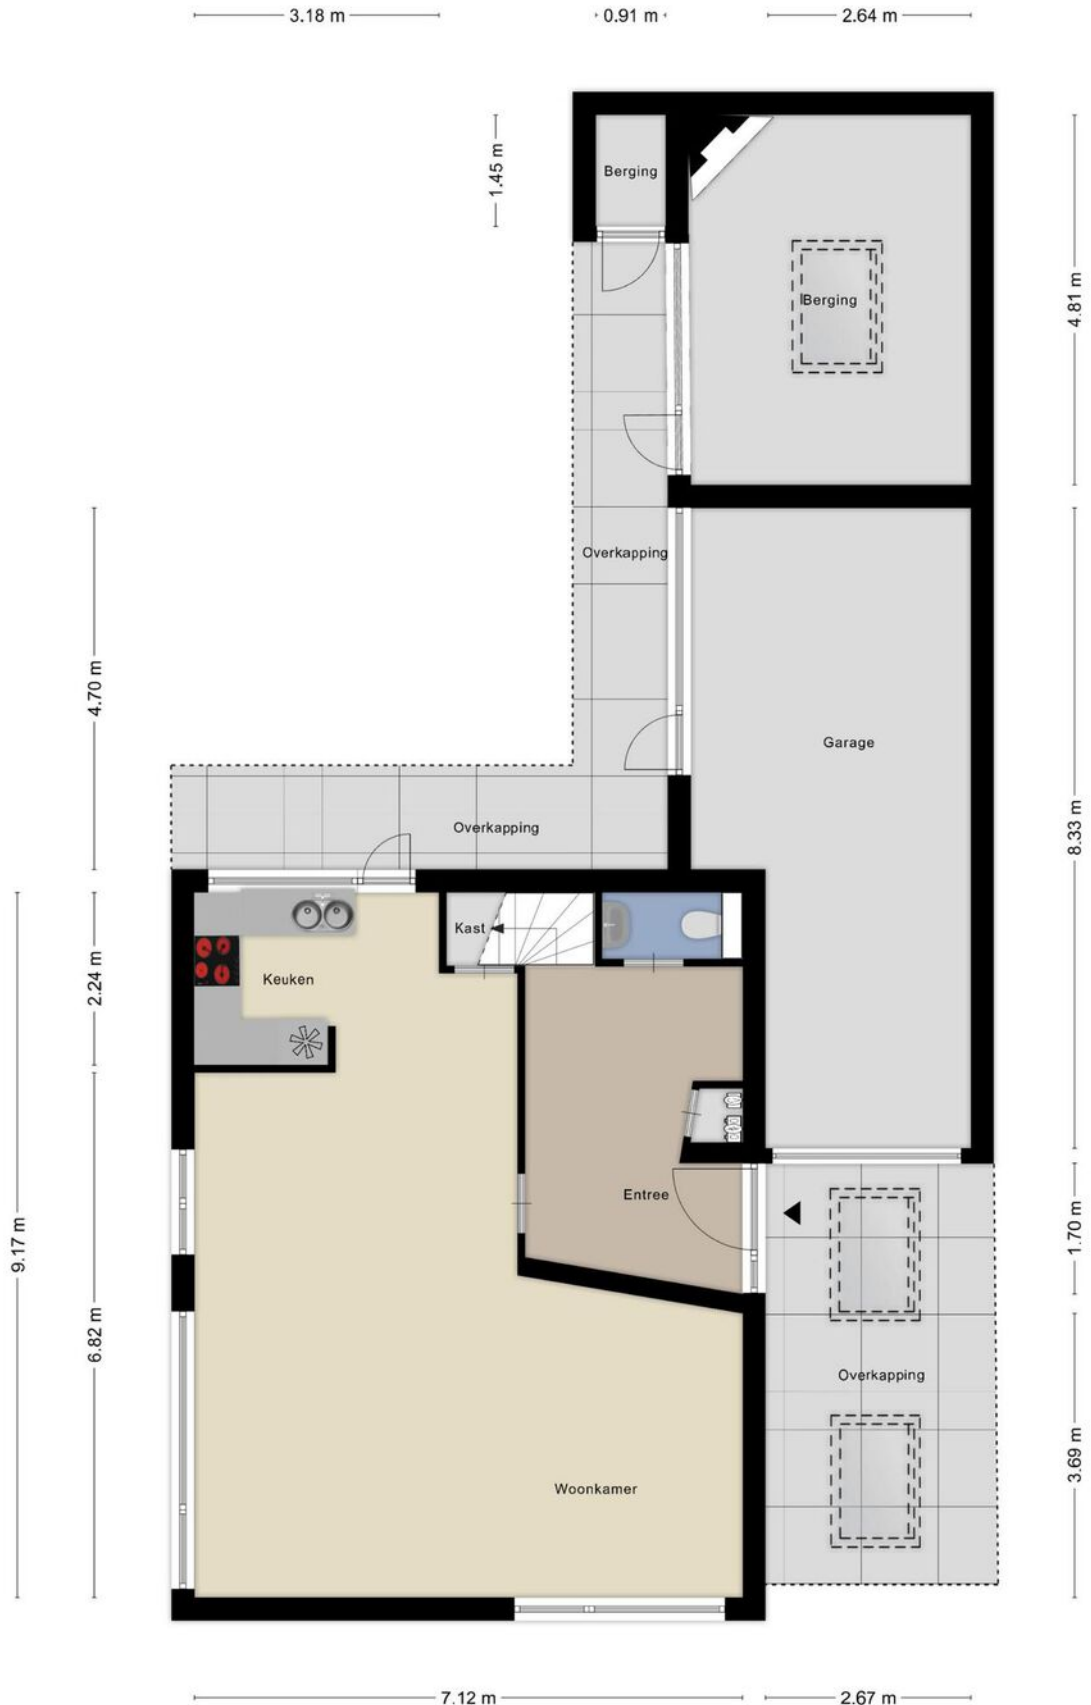 3.18 m
0.91 m
2.64 m
1.45 m
Berging
4.81 m
Berging
4.70 m
Overkapping
Garage
8.33 m
Overkapping
Kast
2.24 m
Keuken
Entree
9.17 m
1.70 m
6.82 m
Overkapping
3.69 m
Woonkamer
7.12 m
2.67 m